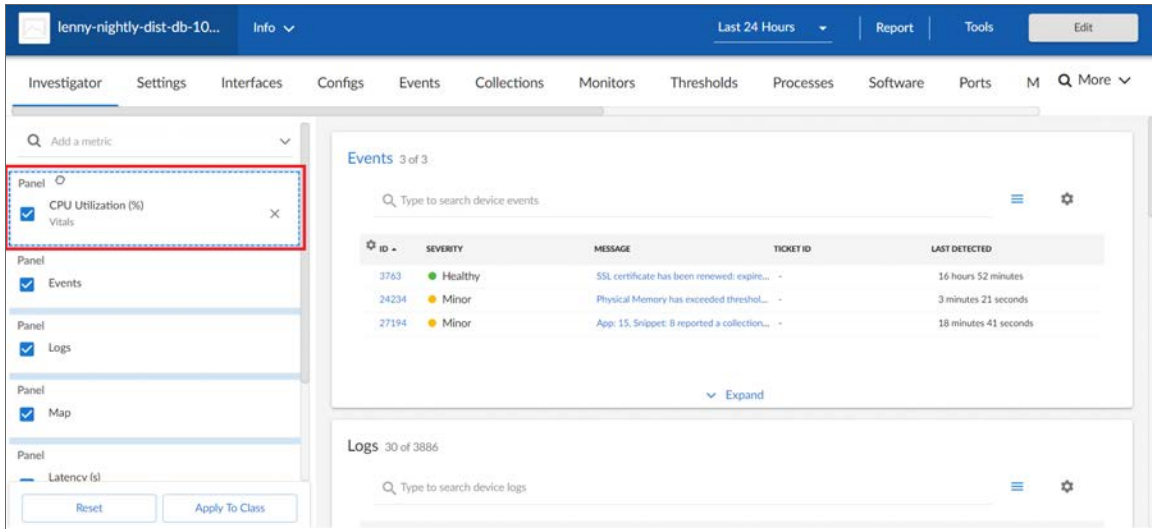 lenny-nightly-dist-db-10... Info Last 24 Hours Report Tools Edit
Investigator Settings Interfaces Configs Events Collections Monitors Thresholds Processes Software Ports M More
Add a metric
Panel
CPU Utilization (%)
Vitals
Panel
Events
Panel
Logs
Panel
Map
Panel
Latency (s)
Reset Apply To Class
Events 3 of 3
Type to search device events
ID SEVERITY MESSAGE TICKET ID LAST DETECTED
3763 Healthy SSL certificate has been renewed: expire... - 16 hours 52 minutes
24234 Minor Physical Memory has exceeded threshol... - 3 minutes 21 seconds
27194 Minor App: 15, Snippet: 8 reported a collection... - 18 minutes 41 seconds
Expand
Logs 30 of 3886
Type to search device logs